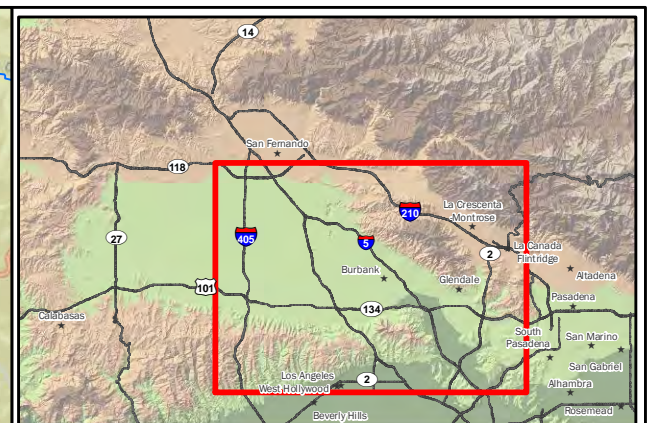 14
San Fernando
118
La Crescenta
-Montrose
210
27
405
5
2
La Canada
Flintridge
Burbank
Glendale
Altadena
101
Pasadena
Calabasas
134
South
Pasadena
San Marino
San Gabriel
Los Angeles
West Hollywood
2
Alhambra
Beverly Hills
Rosemead